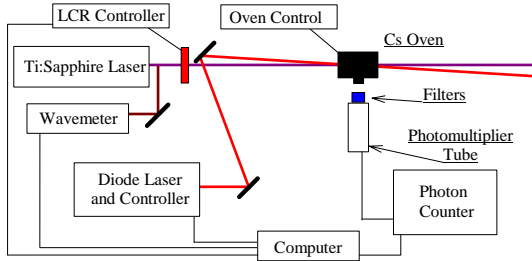 LCR Controller
Oven Control
Cs Oven
Ti:Sapphire Laser
Wavemeter
Filters
Photomultiplier
Tube
Diode Laser
and Controller
Photon
Counter
Computer